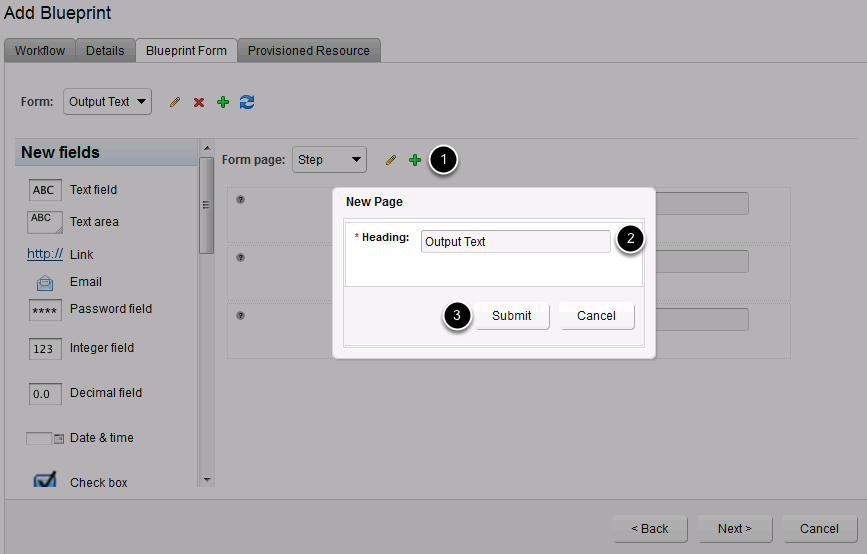 Add Blueprint
Workflow Details Blueprint Form Provisioned Resource
Form: Output Text
New fields
Form page: Step 1
ABC Text field
ABC Text area
http:// Link
Email
**** Password field
123 Integer field
0.0 Decimal field
Date & time
Check box
New Page
* Heading: Output Text 2
3 Submit Cancel
< Back Next > Cancel